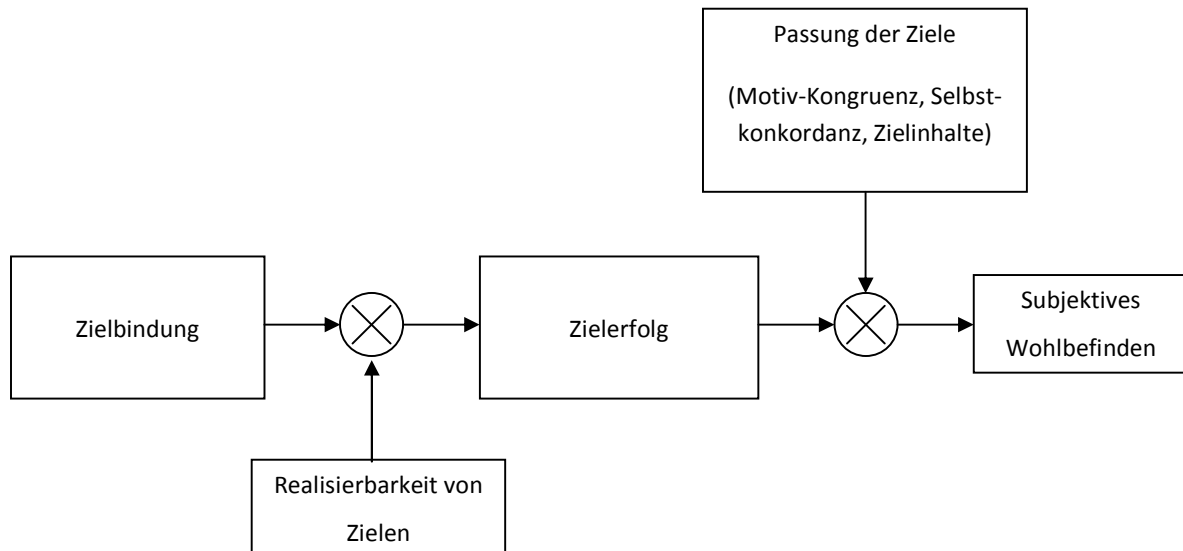 Passung der Ziele
(Motiv-Kongruenz, Selbst-
konkordanz, Zielinhalte)
Zielbindung
Zielerfolg
Subjektives
Wohlbefinden
Realisierbarkeit von
Zielen